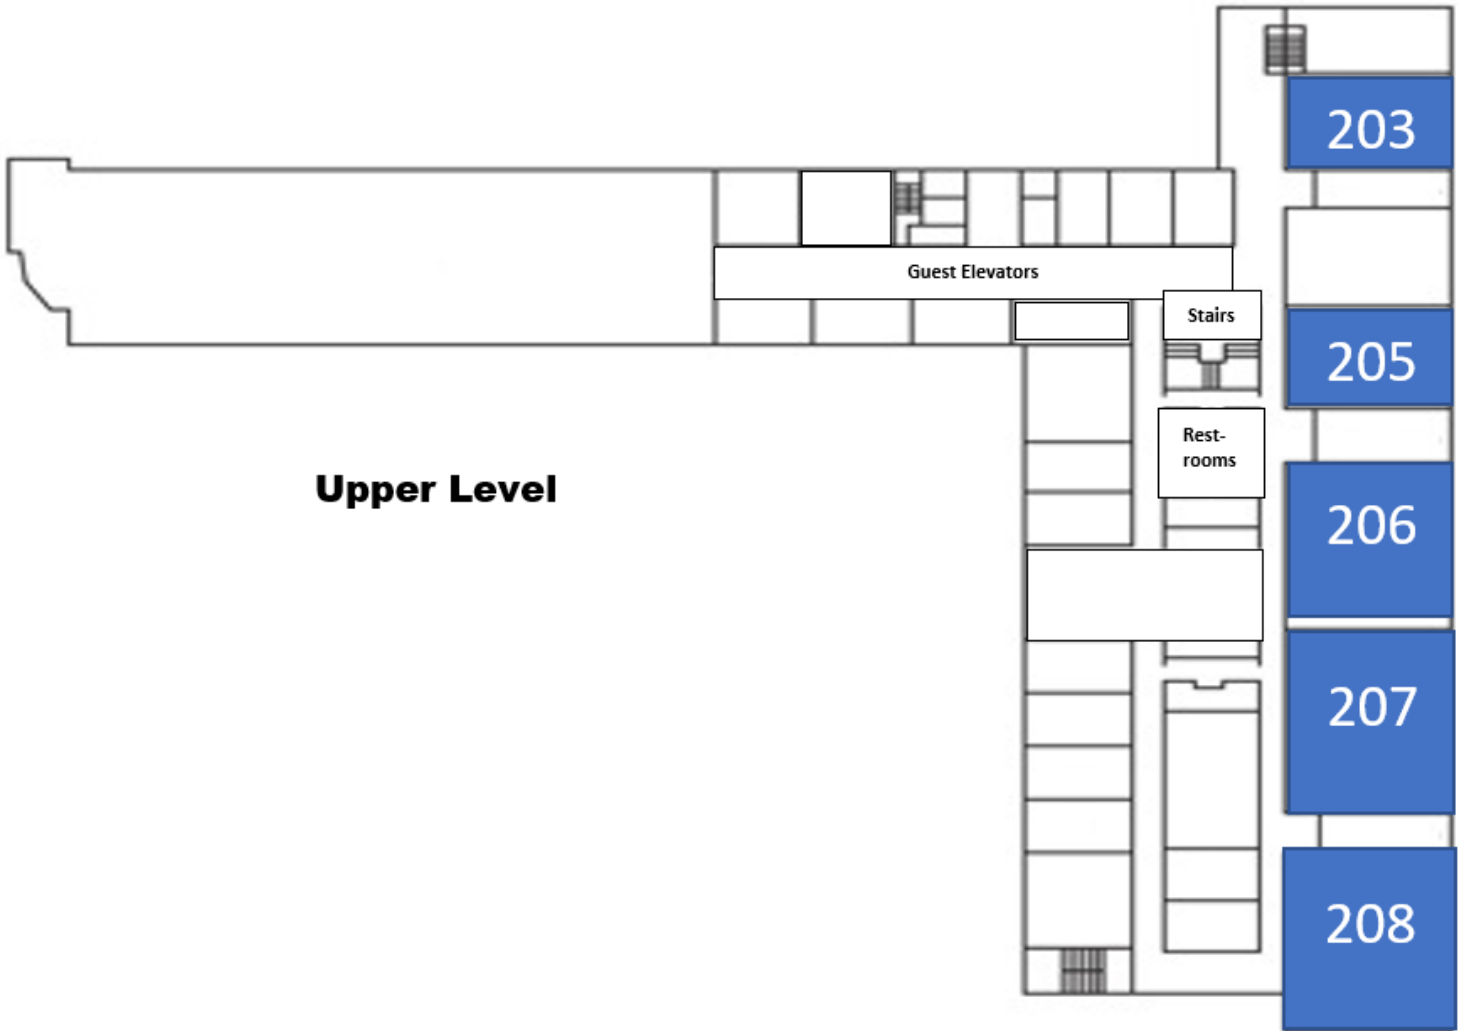 203
Guest Elevators
Stairs
205
Rest-
rooms
Upper Level
206
207
208